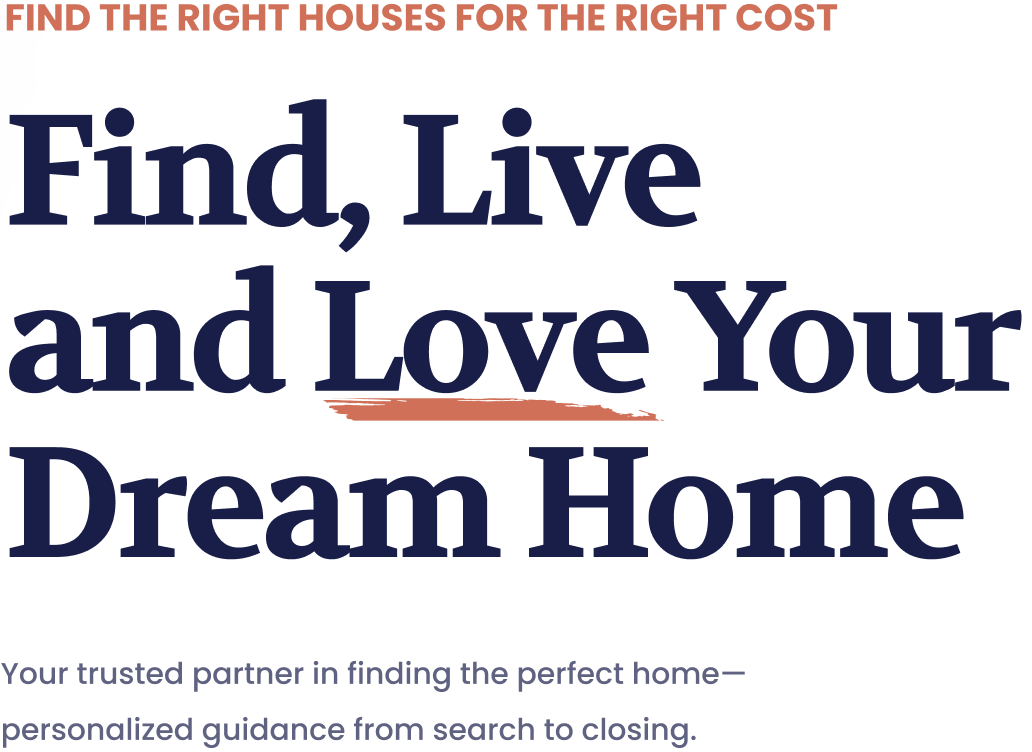 FIND THE RIGHT HOUSES FOR THE RIGHT COST
Find, Live
and Love Your
Dream Home
Your trusted partner in finding the perfect home—
personalized guidance from search to closing.